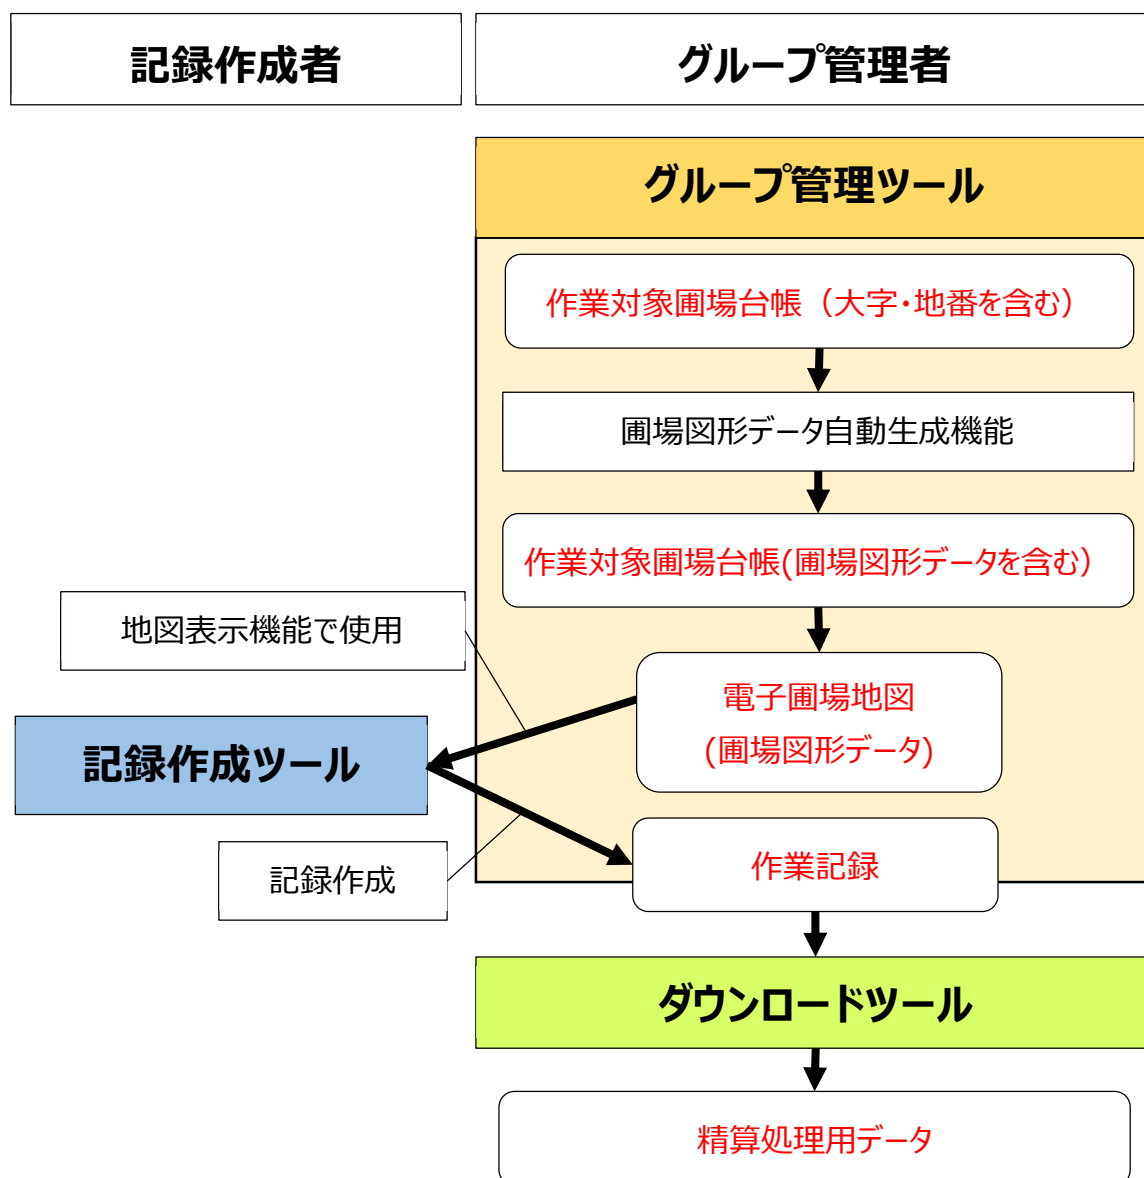 記録作成者
グループ管理者
グループ管理ツール
作業対象圃場台帳（大字・地番を含む）
圃場図形データ自動生成機能
作業対象圃場台帳(圃場図形データを含む）
地図表示機能で使用
電子圃場地図
(圃場図形データ)
記録作成ツール
作業記録
記録作成
ダウンロードツール
精算処理用データ